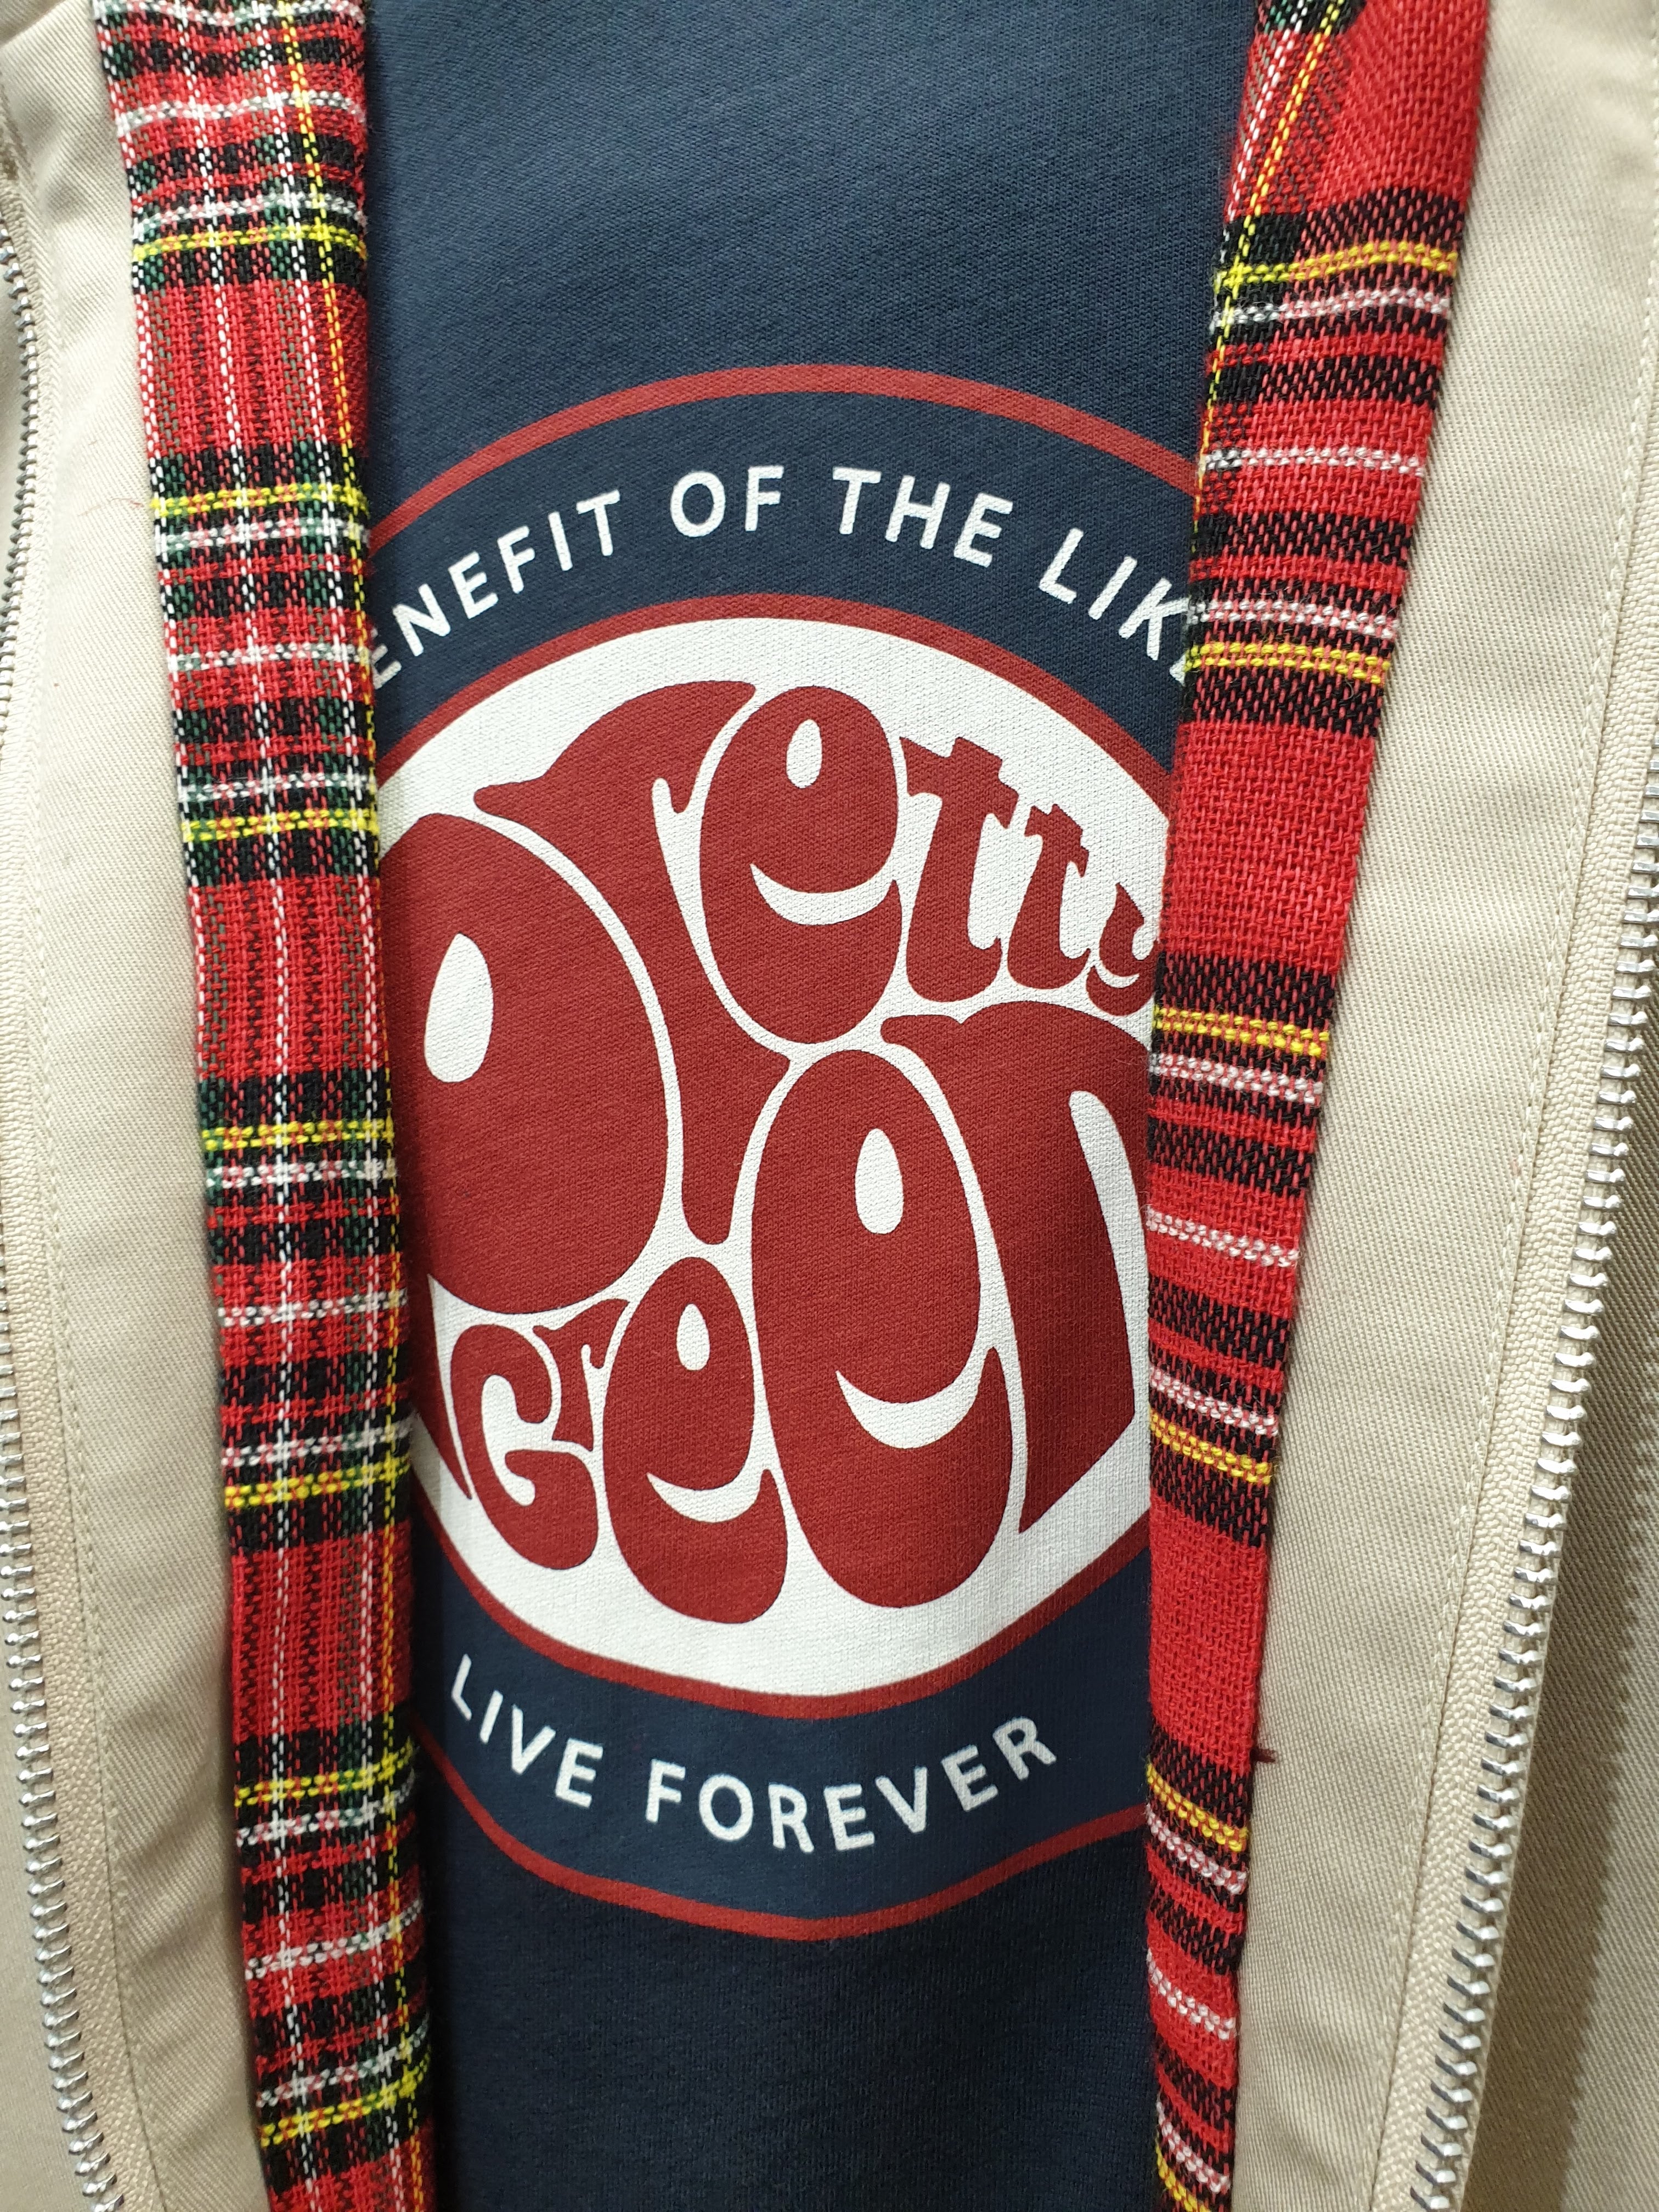 ENEFIT OF THE LIK
Pretty
Green
LIVE FOREVER